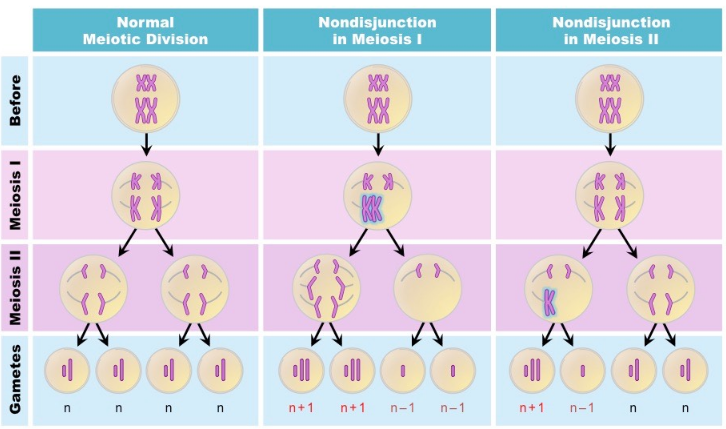 Normal
Meiotic Division
Nondisjunction
in Meiosis I
Nondisjunction
in Meiosis II
Before
Meiosis I
Meiosis II
Gametes
n
n
n
n
n+1
n+1
n–1
n–1
n+1
n–1
n
n